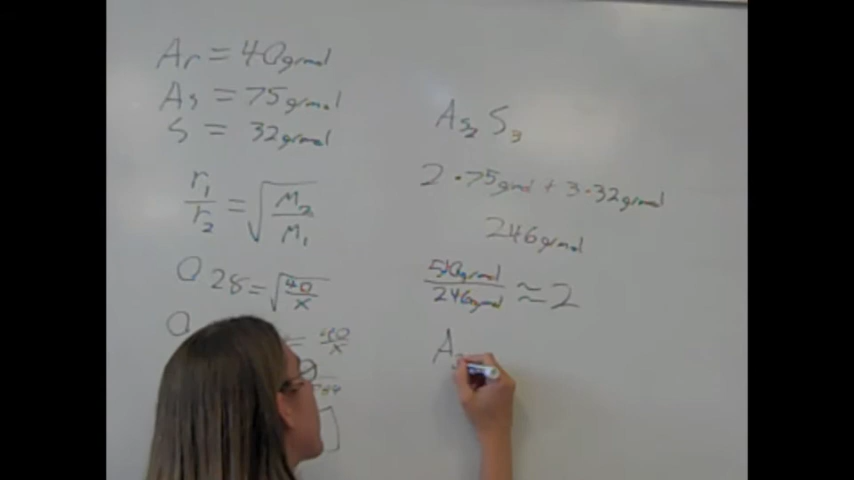 Ar = 40g/mol
As = 75g/mol
S = 32g/mol
r₁/r₂ = √(M₂/M₁)
0.28 = √(40/x)
= 40/x
As₂S₃
2·75g/mol + 3·32g/mol
246g/mol
510g/mol / 246g/mol ≈ 2
A